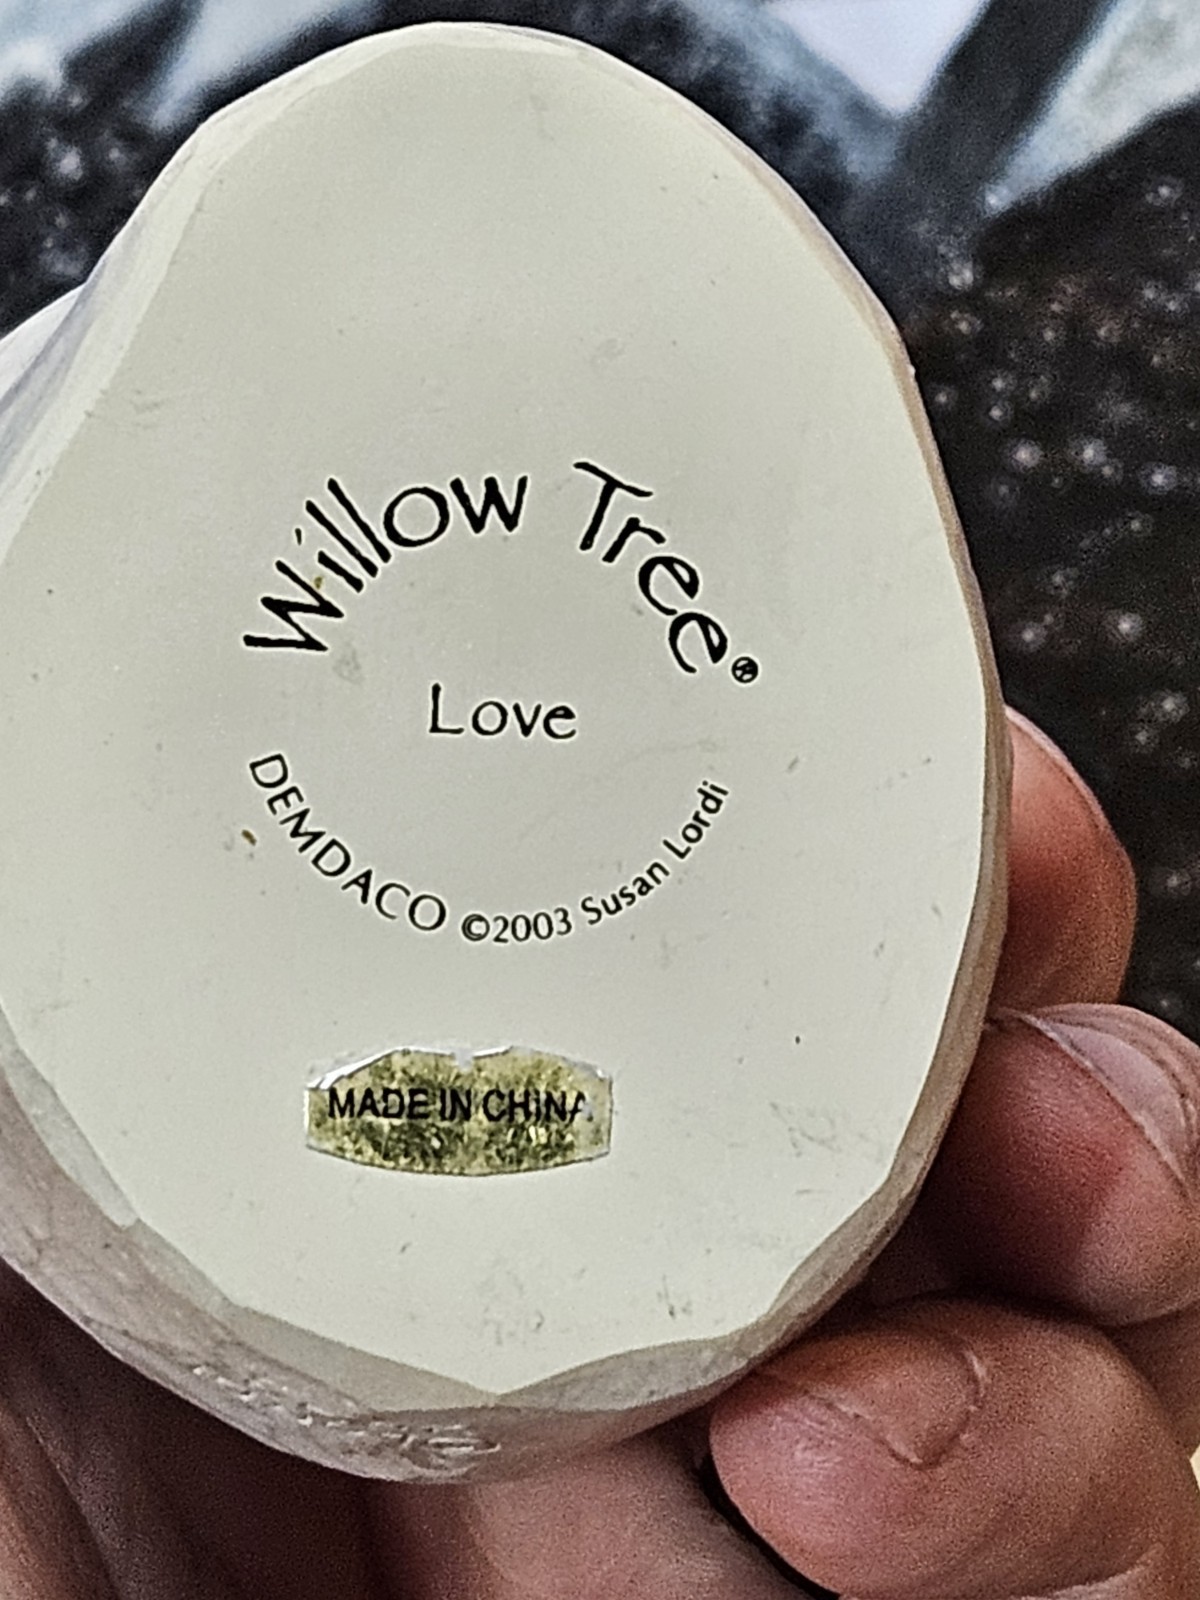 Willow Tree®
Love
DEMDACO ©2003 Susan Lordi
MADE IN CHINA